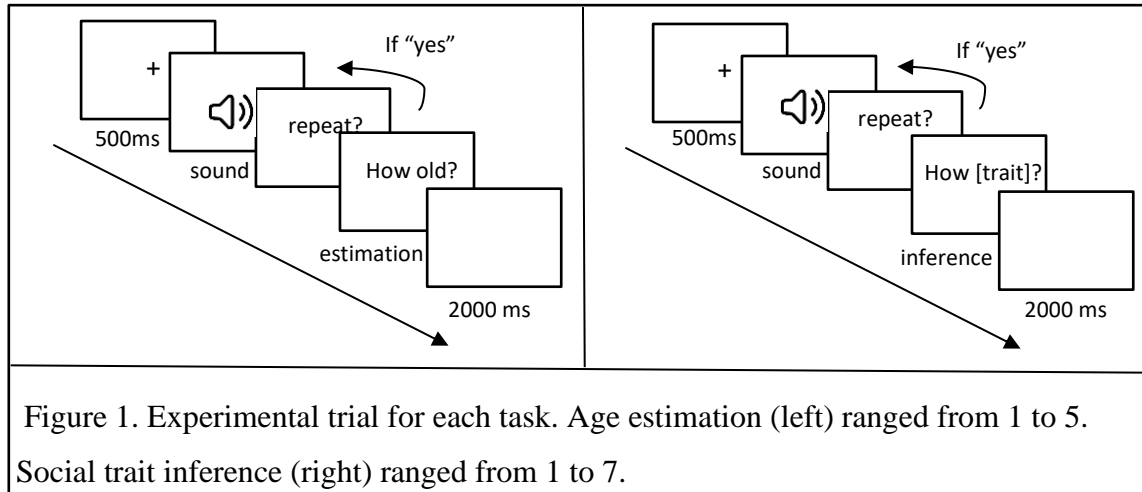 If “yes”
+
500ms
sound
repeat?
How old?
estimation
2000 ms
If “yes”
+
500ms
sound
repeat?
How [trait]?
inference
2000 ms
Figure 1. Experimental trial for each task. Age estimation (left) ranged from 1 to 5.
Social trait inference (right) ranged from 1 to 7.